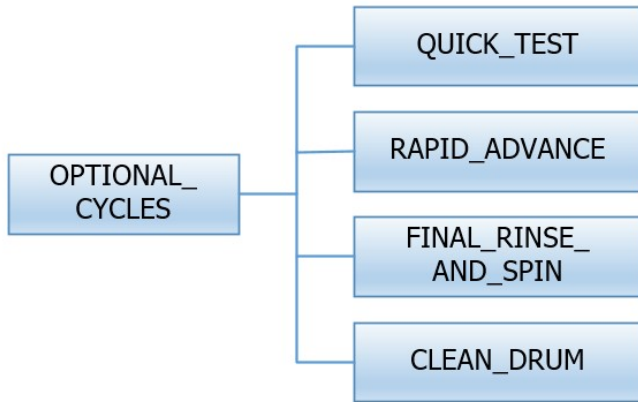 QUICK_TEST
RAPID_ADVANCE
OPTIONAL_
CYCLES
FINAL_RINSE_
AND_SPIN
CLEAN_DRUM